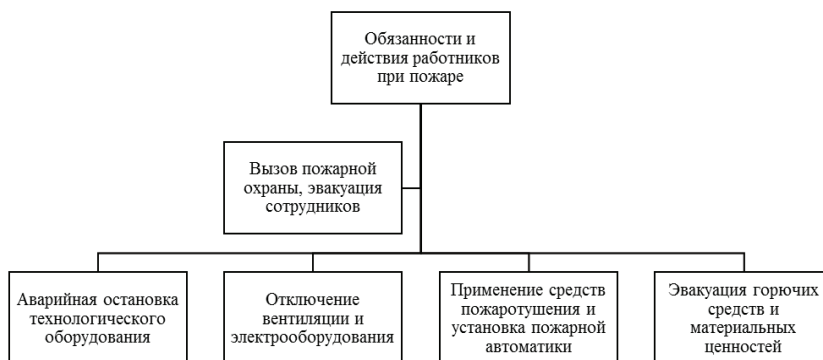 Обязанности и
действия работников
при пожаре
Вызов пожарной
охраны, эвакуация
сотрудников
Аварийная остановка
технологического
оборудования
Отключение
вентиляции и
электрооборудования
Применение средств
пожаротушения и
установка пожарной
автоматики
Эвакуация горючих
средств и
материальных
ценностей